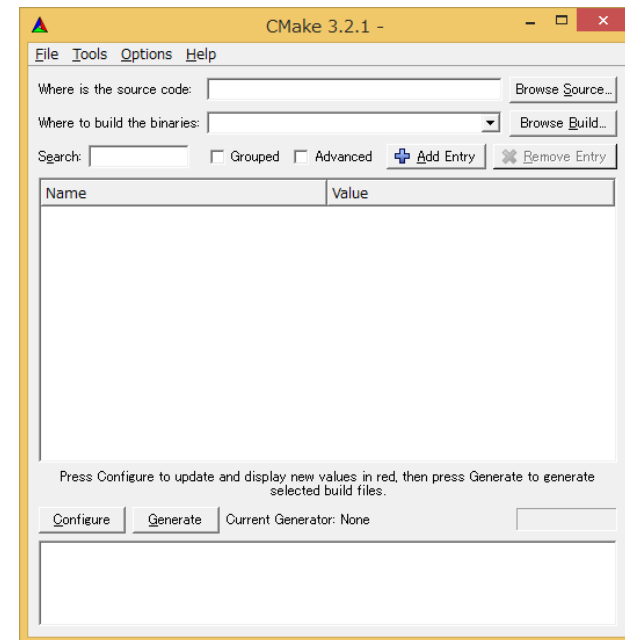 CMake 3.2.1 -
File Tools Options Help
Where is the source code: Browse Source...
Where to build the binaries: Browse Build...
Search: Grouped Advanced Add Entry Remove Entry
Name Value
Press Configure to update and display new values in red, then press Generate to generate
selected build files.
Configure Generate Current Generator: None